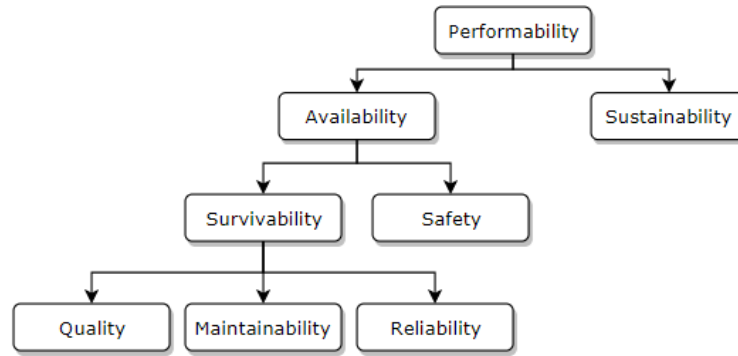 Performability
Availability
Sustainability
Survivability
Safety
Quality
Maintainability
Reliability